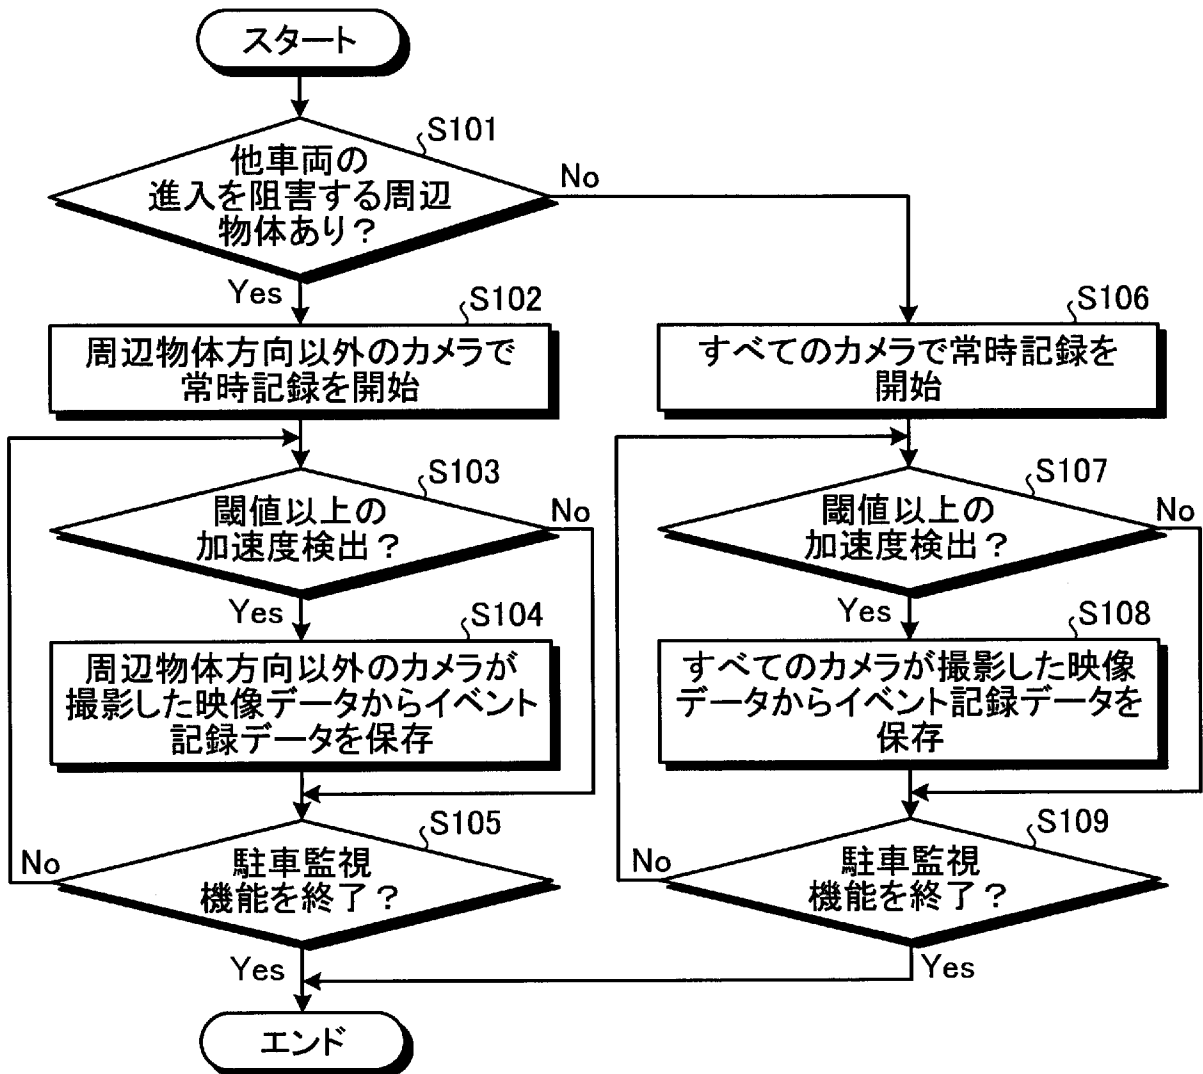 スタート
S101
他車両の
進入を阻害する周辺
物体あり？
No
Yes
S102
周辺物体方向以外のカメラで
常時記録を開始
S103
閾値以上の
加速度検出？
No
Yes
S104
周辺物体方向以外のカメラが
撮影した映像データからイベント
記録データを保存
S105
駐車監視
機能を終了？
No
Yes
S106
すべてのカメラで常時記録を
開始
S107
閾値以上の
加速度検出？
No
Yes
S108
すべてのカメラが撮影した映像
データからイベント記録データを
保存
S109
駐車監視
機能を終了？
No
Yes
エンド